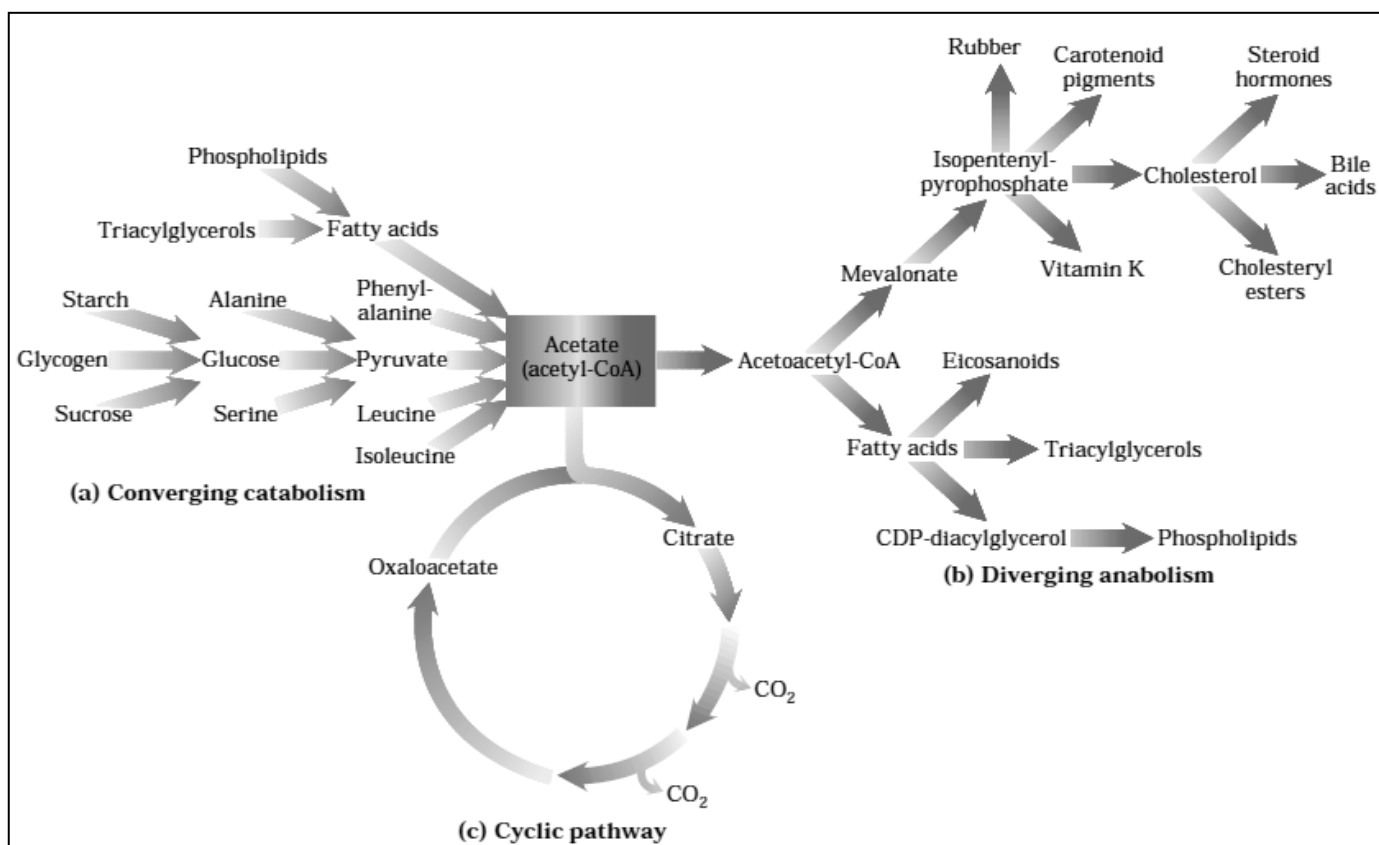 Rubber
Carotenoid
pigments
Steroid
hormones
Phospholipids
Isopentenyl-
pyrophosphate
Cholesterol
Bile
acids
Triacylglycerols
Fatty acids
Mevalonate
Vitamin K
Cholesteryl
esters
Starch
Alanine
Phenyl-
alanine
Glycogen
Glucose
Pyruvate
Acetate
(acetyl-CoA)
Acetoacetyl-CoA
Eicosanoids
Sucrose
Serine
Leucine
Isoleucine
Fatty acids
Triacylglycerols
(a) Converging catabolism
CDP-diacylglycerol
Phospholipids
(b) Diverging anabolism
Oxaloacetate
Citrate
CO2
CO2
(c) Cyclic pathway